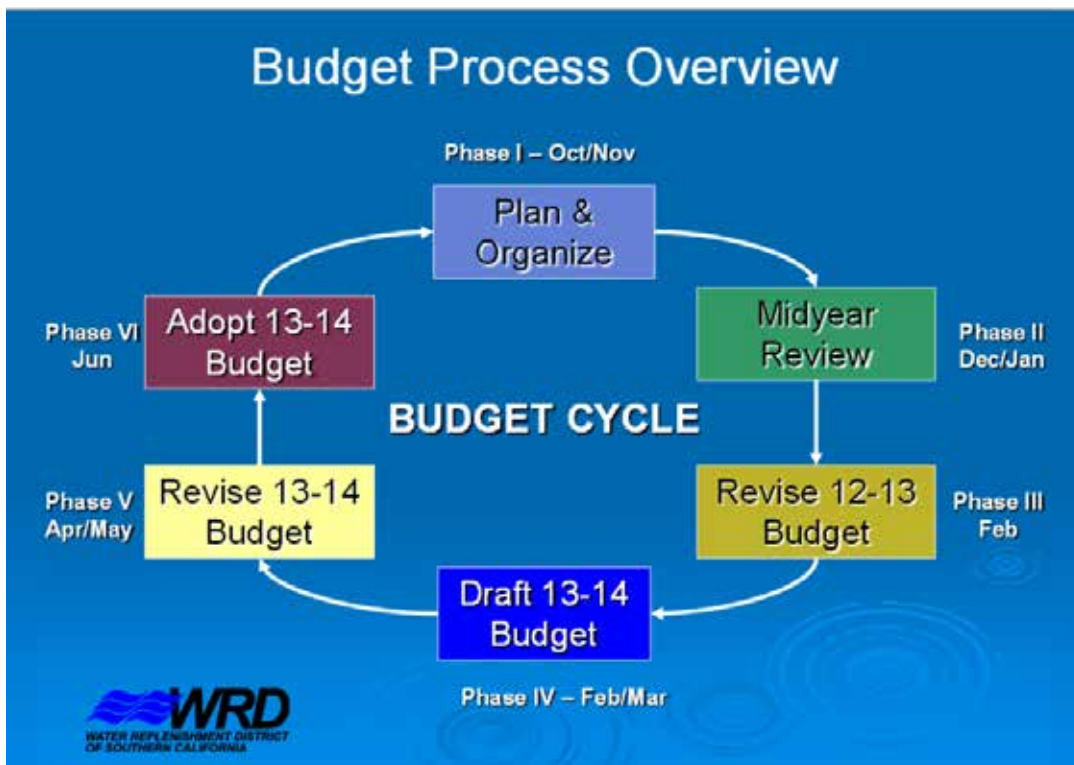 Budget Process Overview
Phase I – Oct/Nov
Plan &
Organize
Midyear
Review
Phase II
Dec/Jan
Revise 12-13
Budget
Phase III
Feb
Draft 13-14
Budget
Phase IV – Feb/Mar
Revise 13-14
Budget
Phase V
Apr/May
Adopt 13-14
Budget
Phase VI
Jun
BUDGET CYCLE
WRD
WATER REPLENISHMENT DISTRICT
OF SOUTHERN CALIFORNIA